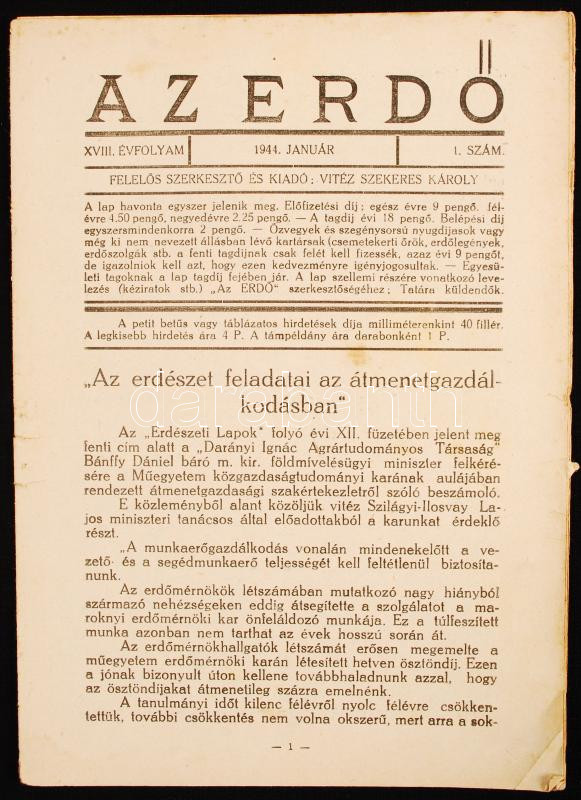 AZ ERDŐ
XVIII. ÉVFOLYAM 1944. JANUÁR 1. SZÁM.
FELELŐS SZERKESZTŐ ÉS KIADÓ: VITÉZ SZEKERES KÁROLY
A lap havonta egyszer jelenik meg. Előfizetési díj: egész évre 9 pengő, fél-
évre 4.50 pengő, negyedévre 2.25 pengő. — A tagdíj évi 18 pengő. Belépési díj
egyszersmindenkorra 2 pengő. — Özvegyek és szegénysorsú nyugdíjasok vagy
még ki nem nevezett állásban lévő kartársak (csemetekerti őrök, erdőlegények,
erdőszolgák stb. a fenti tagdíjnak csak felét kell fizessék, azaz évi 9 pengőt,
de igazolniok kell azt, hogy ezen kedvezményre igényjogosultak. — Egyesü-
leti tagoknak a lap tagdíj fejében jár. A lap szellemi részére vonatkozó leve-
lezés (kéziratok stb.) „Az ERDŐ" szerkesztőségéhez; Tatára küldendők.
A petit betűs vagy táblázatos hirdetések díja milliméterenkint 40 fillér.
A legkisebb hirdetés ára 4 P. A támpéldány ára darabonként 1 P.
„Az erdészet feladatai az átmenetgazdál-
kodásban"
Az „Erdészeti Lapok" folyó évi XII. füzetében jelent meg
fenti cím alatt a „Darányi Ignác Agrártudományos Társaság"
Bánffy Dániel báró m. kir. földmívelésügyi miniszter felkéré-
sére a Műegyetem közgazdaságtudományi karának aulájában
rendezett átmenetgazdasági szakértekezletről szóló beszámoló.
E közleményből alant közöljük vitéz Szilágyi-Ilosvay La-
jos miniszteri tanácsos által előadottakból a karunkat érdeklő
részt.
„A munkaerőgazdálkodás vonalán mindenekelőtt a ve-
zető- és a segédmunkaerő teljességét kell feltétlenül biztosíta-
nunk.
Az erdőmérnökök létszámában mutatkozó nagy hiányból
származó nehézségeken eddig átsegítette a szolgálatot a ma-
roknyi erdőmérnöki kar önfeláldozó munkája. Ez a túlfeszített
munka azonban nem tarthat az évek hosszú során át.
Az erdőmérnökhallgatók létszámát erősen megemelte a
műegyetem erdőmérnöki karán létesített hetven ösztöndíj. Ezen
a jónak bizonyult úton kellene továbbhaladnunk azzal, hogy
az ösztöndíjakat átmenetileg százra emelnénk.
A tanulmányi időt kilenc félévről nyolc félévre csökken-
tettük, további csökkentés nem volna okszerű, mert arra a sok-
— 1 —
darabanth